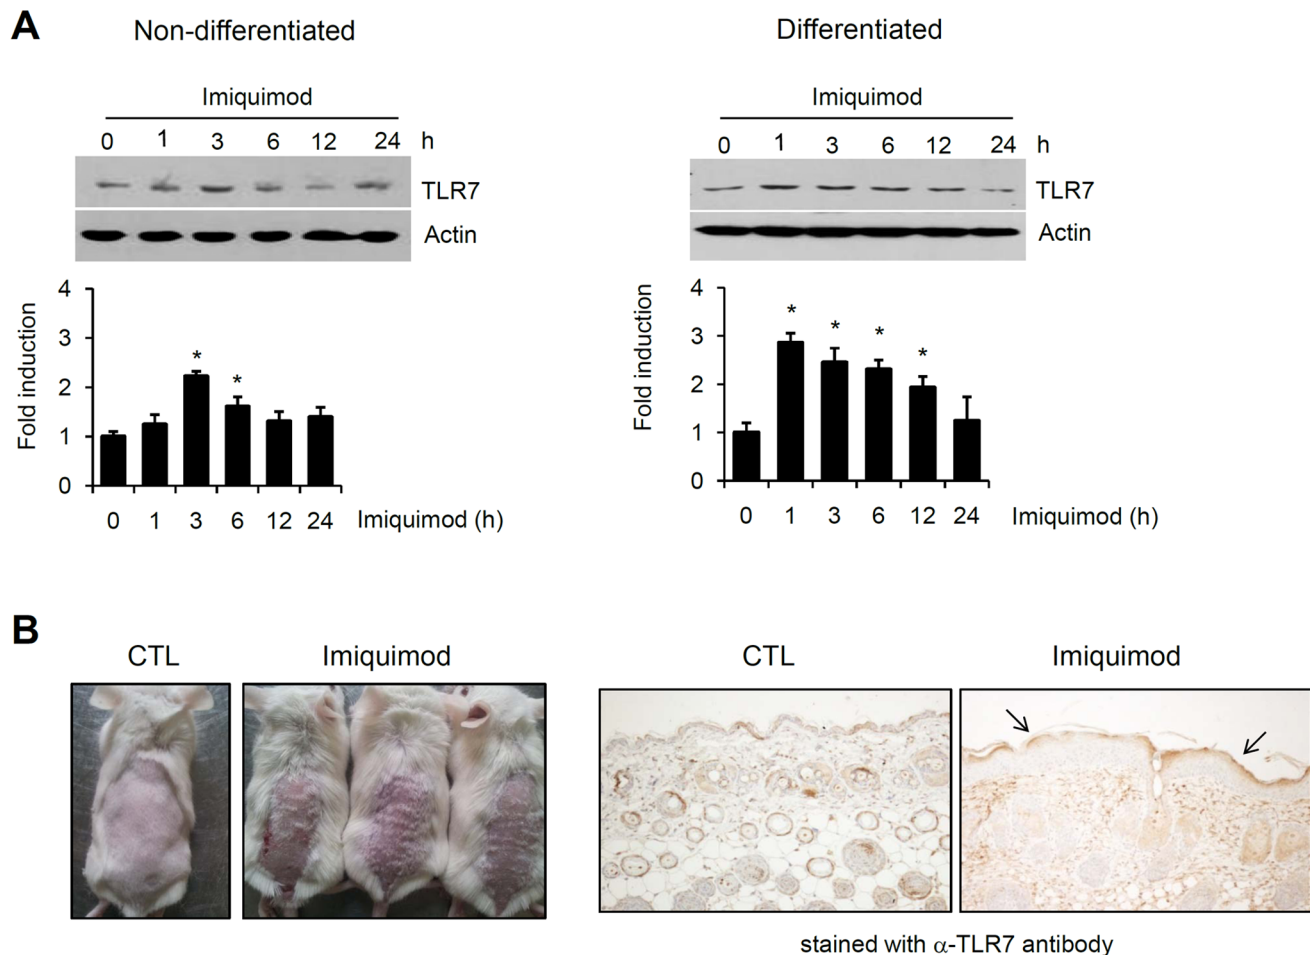 A
Non-differentiated
Imiquimod
0 1 3 6 12 24 h
TLR7
Actin
Fold induction
4
3
2
1
0
0 1 3 6 12 24 Imiquimod (h)
* *
Differentiated
Imiquimod
0 1 3 6 12 24 h
TLR7
Actin
Fold induction
4
3
2
1
0
0 1 3 6 12 24 Imiquimod (h)
* * * *
B
CTL
Imiquimod
CTL
Imiquimod
stained with α-TLR7 antibody